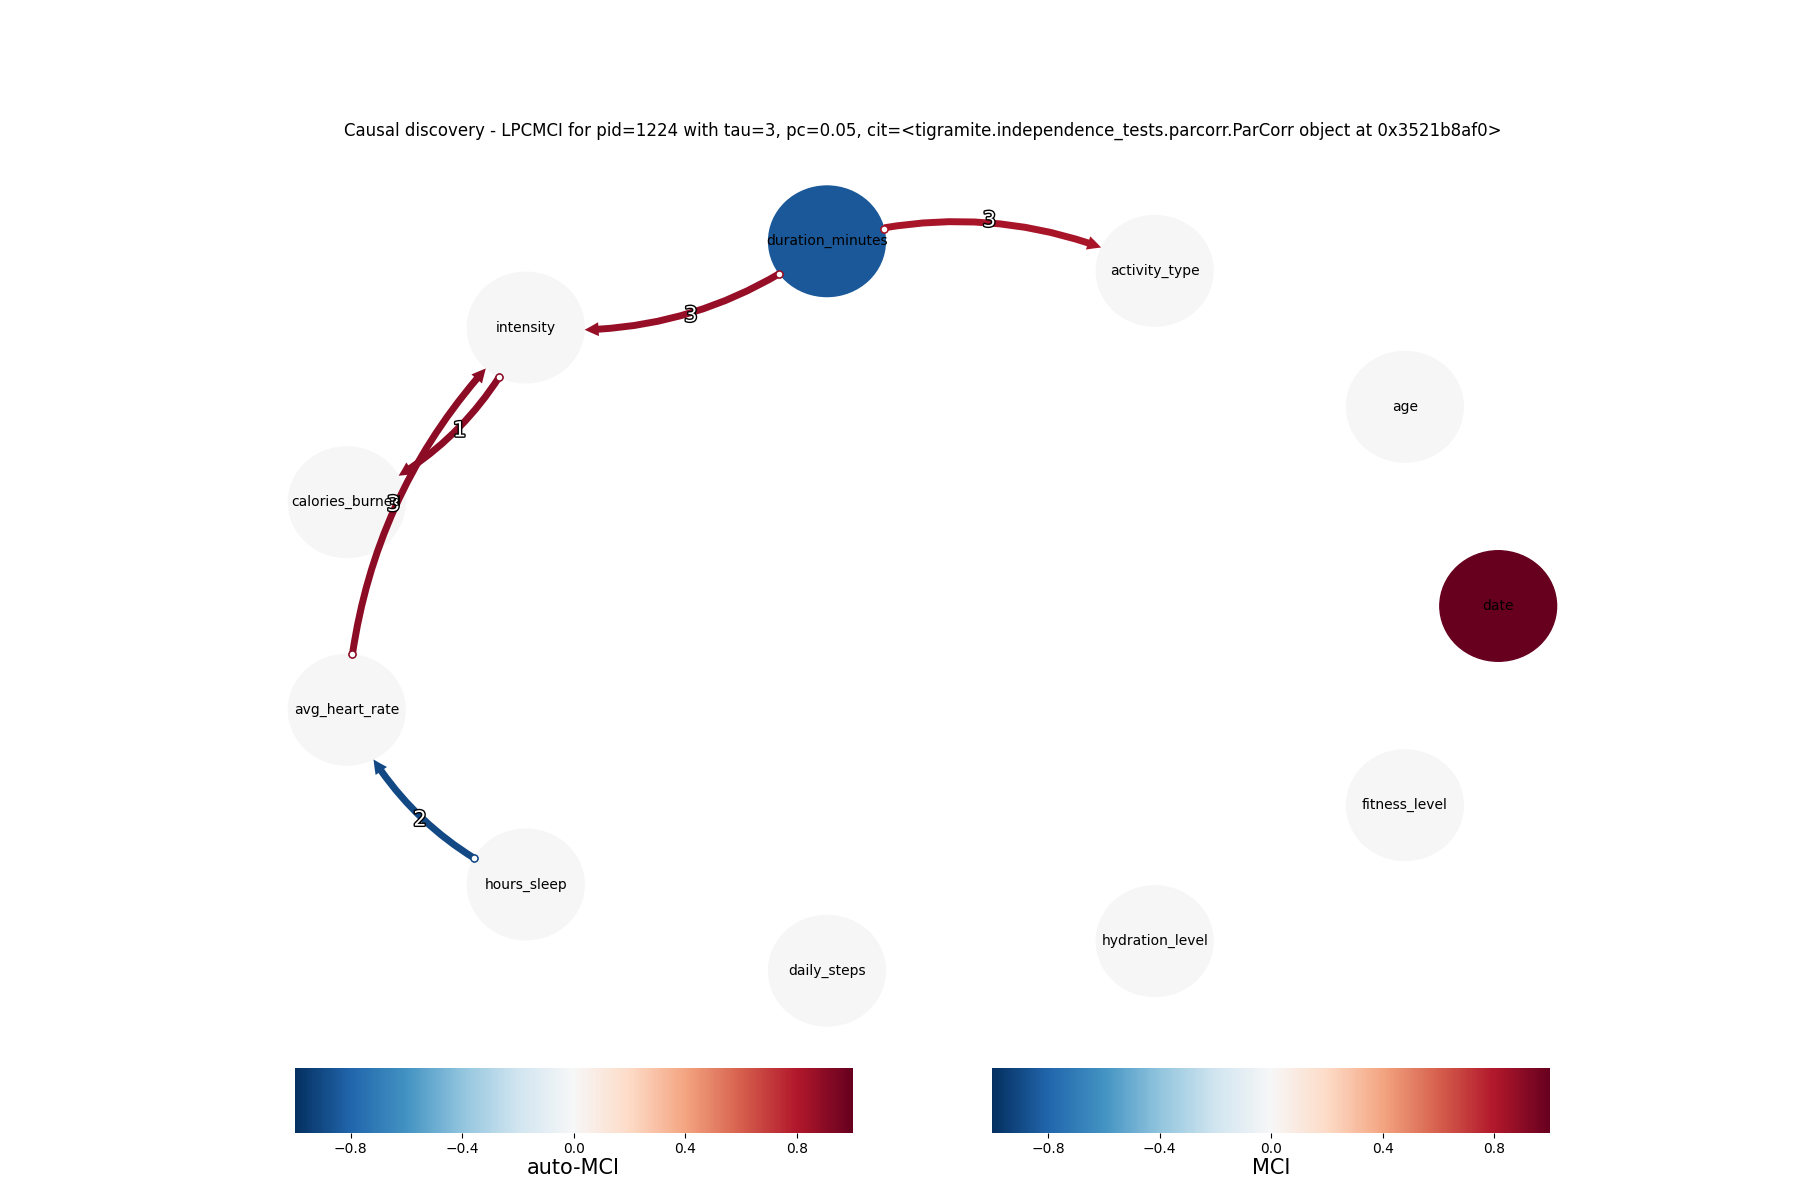 Causal discovery - LPCMCI for pid=1224 with tau=3, pc=0.05, cit=<tigramite.independence_tests.parcorr.ParCorr object at 0x3521b8af0>
duration_minutes
3
activity_type
intensity
3
age
1
calories_burned
3
date
avg_heart_rate
fitness_level
2
hours_sleep
hydration_level
daily_steps
−0.8 −0.4 0.0 0.4 0.8
auto-MCI
−0.8 −0.4 0.0 0.4 0.8
MCI